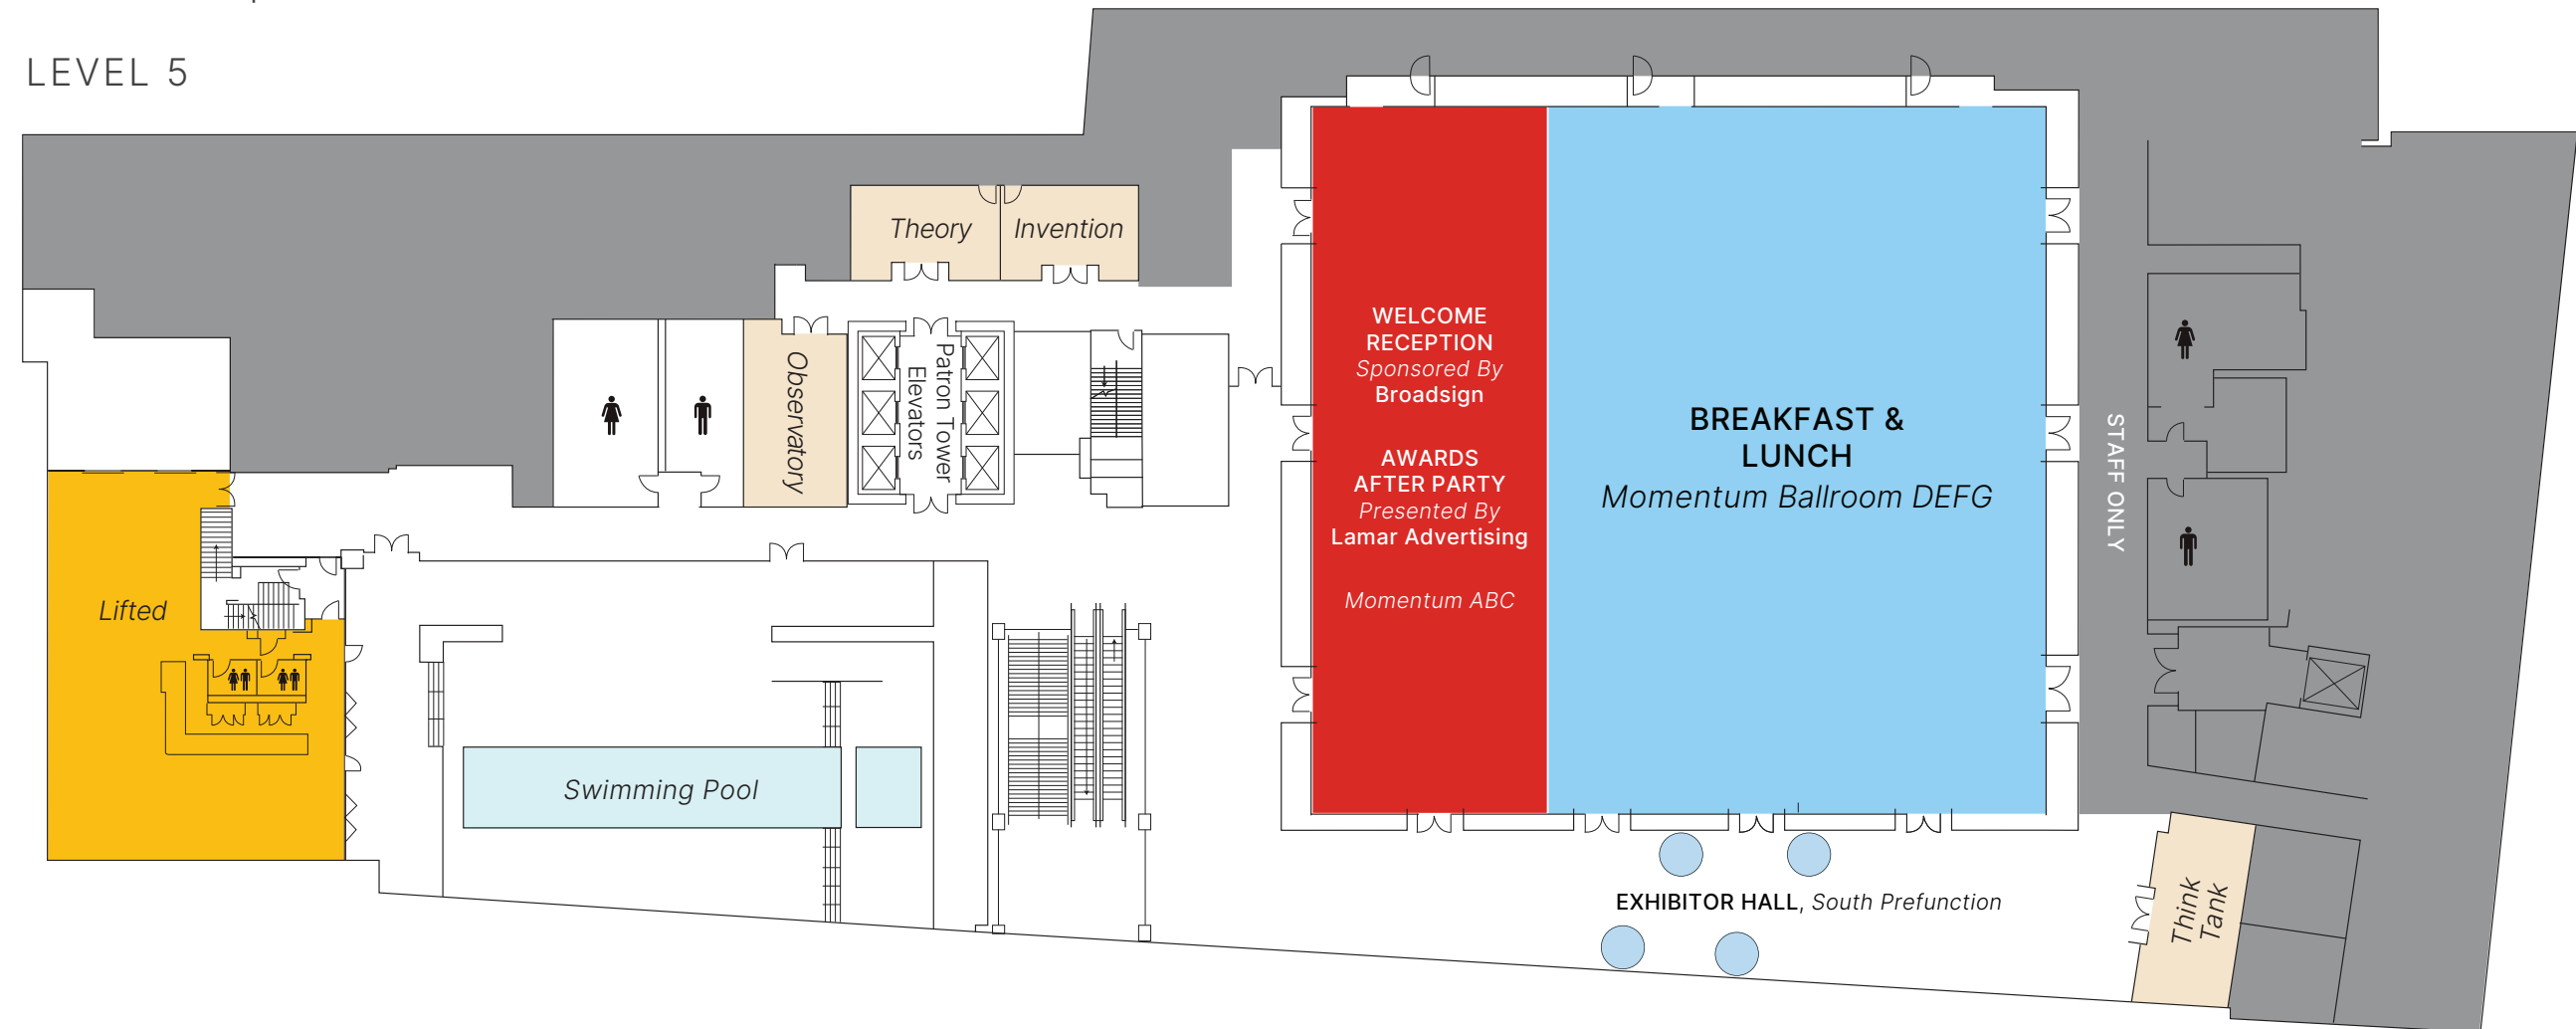 LEVEL 5
Theory
Invention
Observatory
Patron Tower
Elevators
WELCOME
RECEPTION
Sponsored By
Broadsign
AWARDS
AFTER PARTY
Presented By
Lamar Advertising
Momentum ABC
BREAKFAST &
LUNCH
Momentum Ballroom DEFG
STAFF ONLY
Lifted
Swimming Pool
EXHIBITOR HALL, South Prefunction
Think
Tank